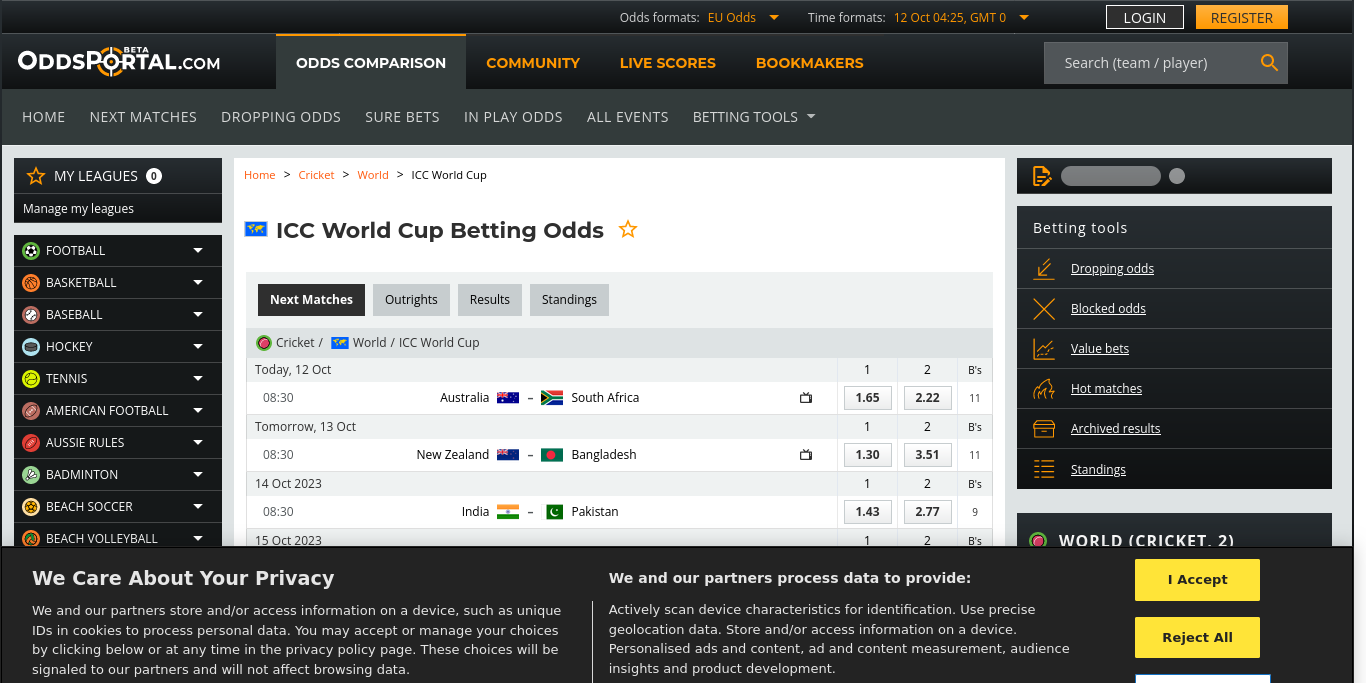 Odds formats: EU Odds Time formats: 12 Oct 04:25, GMT 0 LOGIN REGISTER
ODDSPORTAL.COM BETA ODDS COMPARISON COMMUNITY LIVE SCORES BOOKMAKERS Search (team / player)
HOME NEXT MATCHES DROPPING ODDS SURE BETS IN PLAY ODDS ALL EVENTS BETTING TOOLS
MY LEAGUES 0
Manage my leagues
FOOTBALL
BASKETBALL
BASEBALL
HOCKEY
TENNIS
AMERICAN FOOTBALL
AUSSIE RULES
BADMINTON
BEACH SOCCER
BEACH VOLLEYBALL
Home > Cricket > World > ICC World Cup
ICC World Cup Betting Odds
Next Matches Outrights Results Standings
Cricket / World / ICC World Cup
Today, 12 Oct 1 2 B's
08:30 Australia – South Africa 1.65 2.22 11
Tomorrow, 13 Oct 1 2 B's
08:30 New Zealand – Bangladesh 1.30 3.51 11
14 Oct 2023 1 2 B's
08:30 India – Pakistan 1.43 2.77 9
15 Oct 2023 1 2 B's
Betting tools
Dropping odds
Blocked odds
Value bets
Hot matches
Archived results
Standings
WORLD (CRICKET, 2)
We Care About Your Privacy
We and our partners store and/or access information on a device, such as unique
IDs in cookies to process personal data. You may accept or manage your choices
by clicking below or at any time in the privacy policy page. These choices will be
signaled to our partners and will not affect browsing data.
We and our partners process data to provide:
Actively scan device characteristics for identification. Use precise
geolocation data. Store and/or access information on a device.
Personalised ads and content, ad and content measurement, audience
insights and product development.
I Accept
Reject All